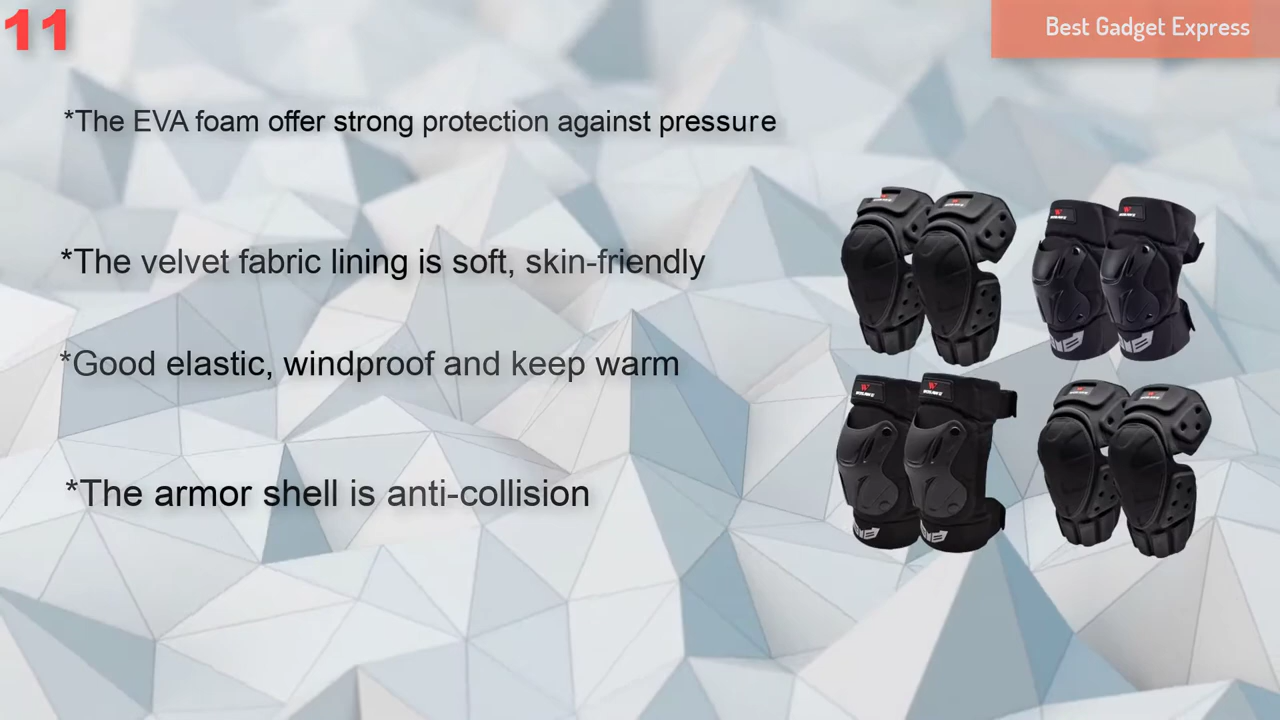 11
Best Gadget Express
*The EVA foam offer strong protection against pressure
*The velvet fabric lining is soft, skin-friendly
*Good elastic, windproof and keep warm
*The armor shell is anti-collision